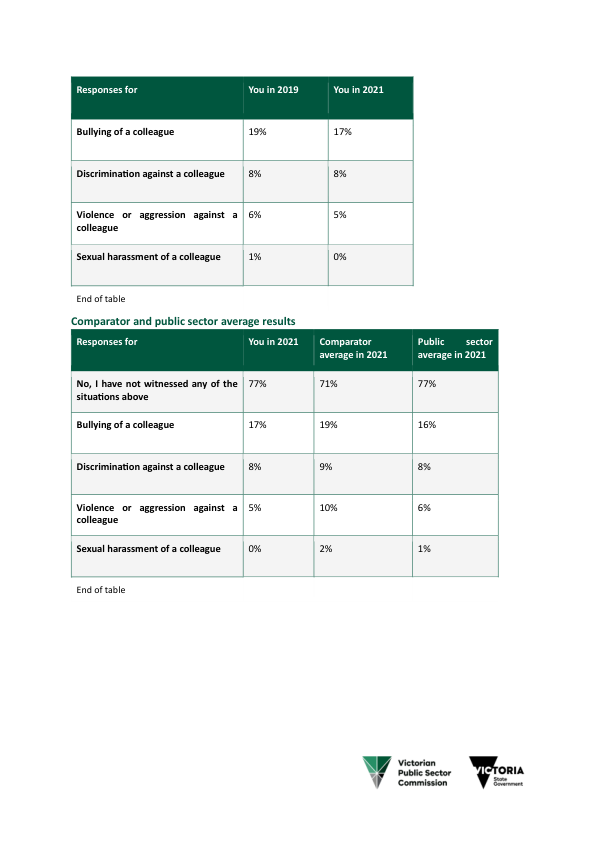 Responses for You in 2019 You in 2021
Bullying of a colleague 19% 17%
Discrimination against a colleague 8% 8%
Violence or aggression against a 6% 5%
colleague
Sexual harassment of a colleague 1% 0%
End of table
Comparator and public sector average results
Responses for You in 2021 Comparator Public sector
average in 2021 average in 2021
No, I have not witnessed any of the 77% 71% 77%
situations above
Bullying of a colleague 17% 19% 16%
Discrimination against a colleague 8% 9% 8%
Violence or aggression against a 5% 10% 6%
colleague
Sexual harassment of a colleague 0% 2% 1%
End of table
Victorian
Public Sector
Commission
VICTORIA
State
Government